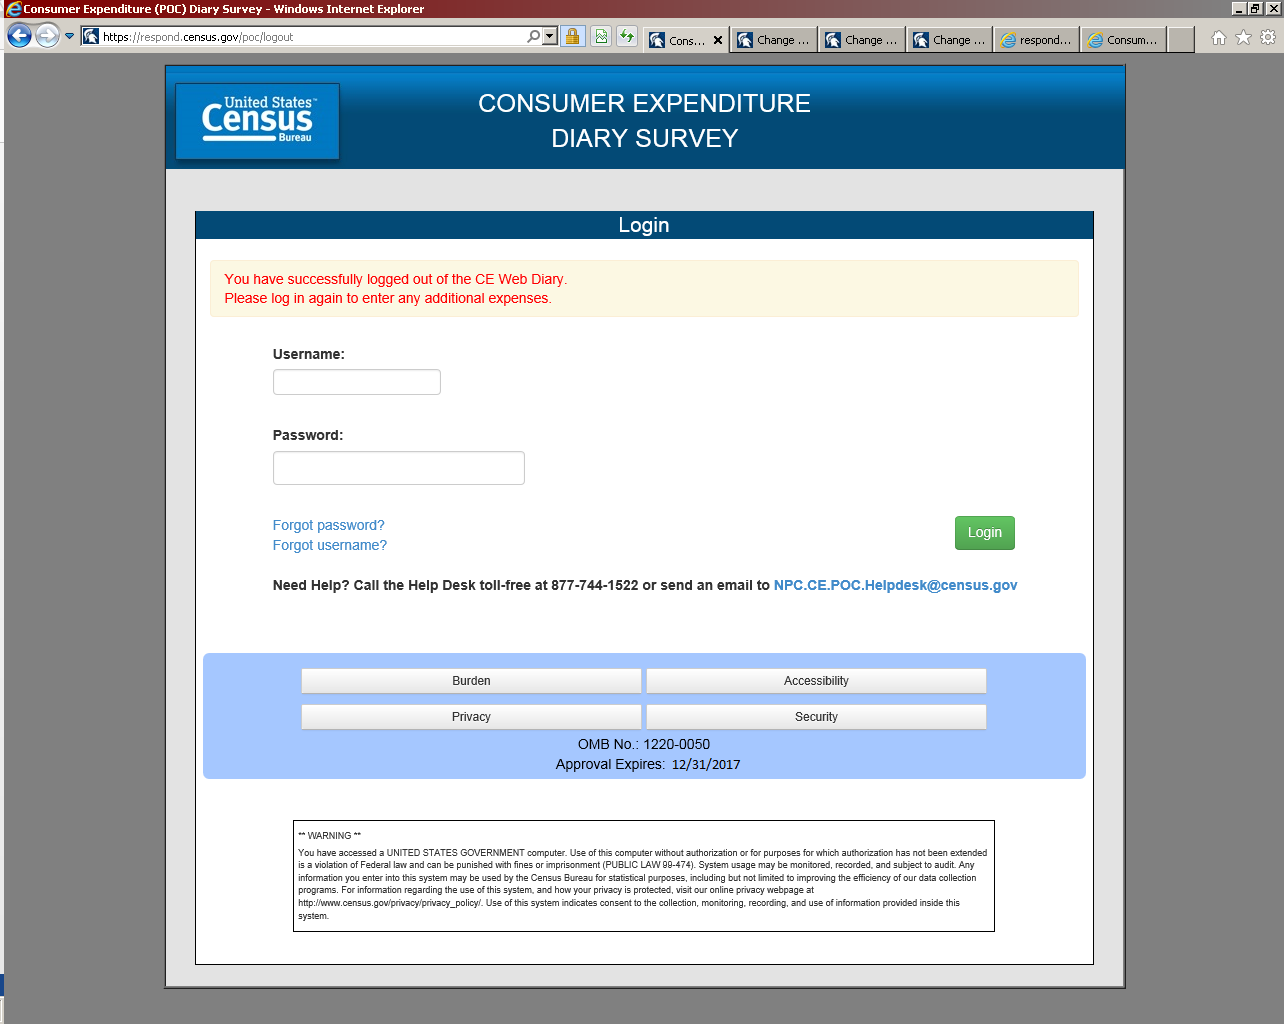 Consumer Expenditure (POC) Diary Survey - Windows Internet Explorer
https://respond.census.gov/poc/logout
Cons...
Change ...
Change ...
Change ...
respond...
Consum...
United States™
Census
Bureau
CONSUMER EXPENDITURE
DIARY SURVEY
Login
You have successfully logged out of the CE Web Diary.
Please log in again to enter any additional expenses.
Username:
Password:
Forgot password?
Forgot username?
Login
Need Help? Call the Help Desk toll-free at 877-744-1522 or send an email to NPC.CE.POC.Helpdesk@census.gov
Burden
Accessibility
Privacy
Security
OMB No.: 1220-0050
Approval Expires: 12/31/2017
** WARNING **
You have accessed a UNITED STATES GOVERNMENT computer. Use of this computer without authorization or for purposes for which authorization has not been extended
is a violation of Federal law and can be punished with fines or imprisonment (PUBLIC LAW 99-474). System usage may be monitored, recorded, and subject to audit. Any
information you enter into this system may be used by the Census Bureau for statistical purposes, including but not limited to improving the efficiency of our data collection
programs. For information regarding the use of this system, and how your privacy is protected, visit our online privacy webpage at
http://www.census.gov/privacy/privacy_policy/. Use of this system indicates consent to the collection, monitoring, recording, and use of information provided inside this
system.